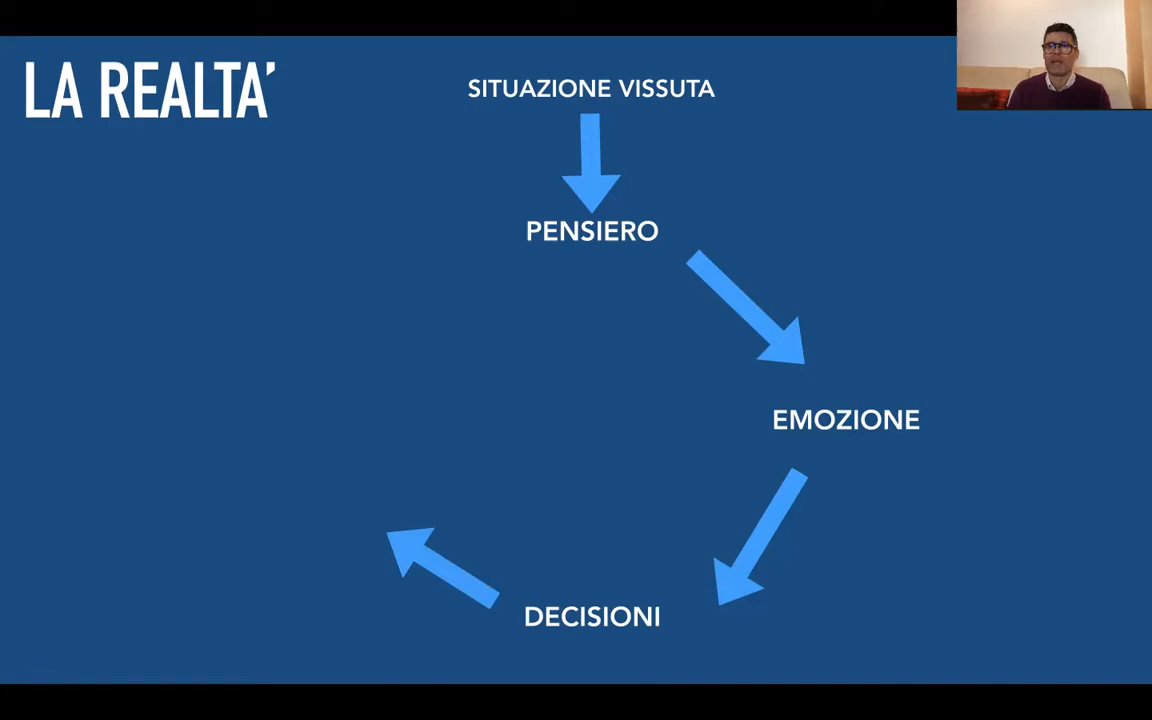 LA REALTA'
SITUAZIONE VISSUTA
PENSIERO
EMOZIONE
DECISIONI